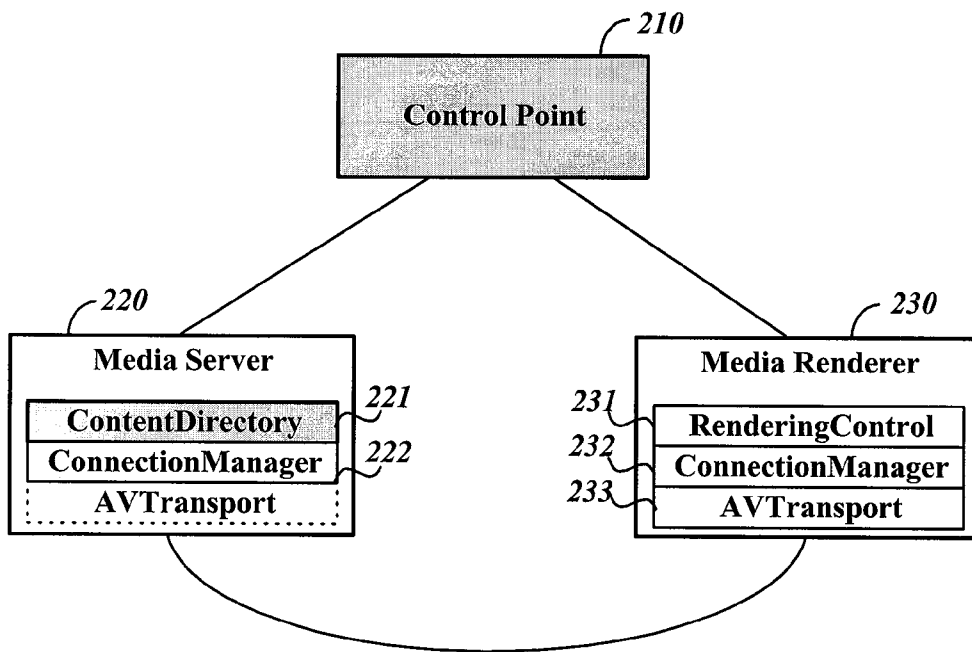 210
Control Point
220
230
Media Server
Media Renderer
ContentDirectory
221
ConnectionManager
222
AVTransport
231
RenderingControl
232
ConnectionManager
233
AVTransport